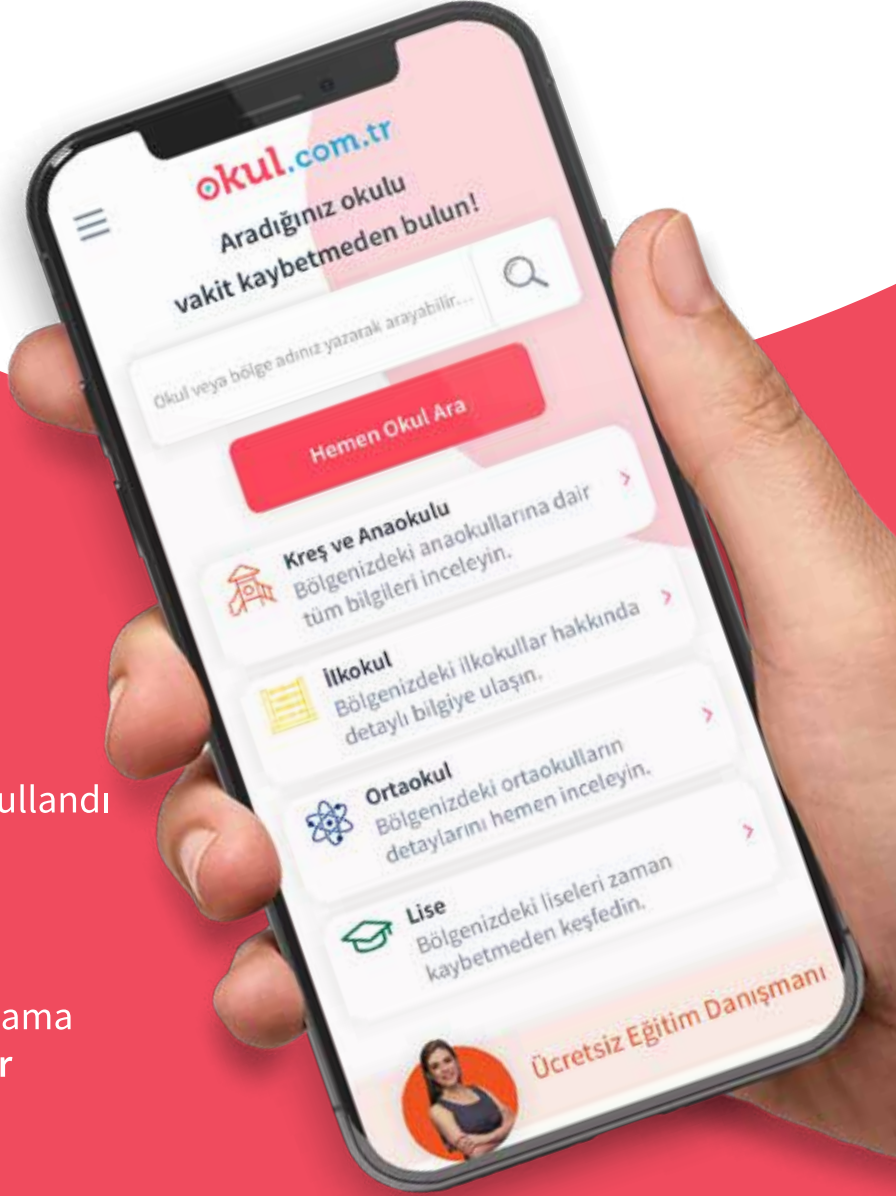 okul.com.tr
Aradığınız okulu
vakit kaybetmeden bulun!
Okul veya bölge adınız yazarak arayabilir...
Hemen Okul Ara
Kreş ve Anaokulu
Bölgenizdeki anaokullarına dair
tüm bilgileri inceleyin.
İlkokul
Bölgenizdeki ilkokullar hakkında
detaylı bilgiye ulaşın.
Ortaokul
Bölgenizdeki ortaokulların
detaylarını hemen inceleyin.
Lise
Bölgenizdeki liseleri zaman
kaybetmeden keşfedin.
Ücretsiz Eğitim Danışmanı
ullandı
ama
r